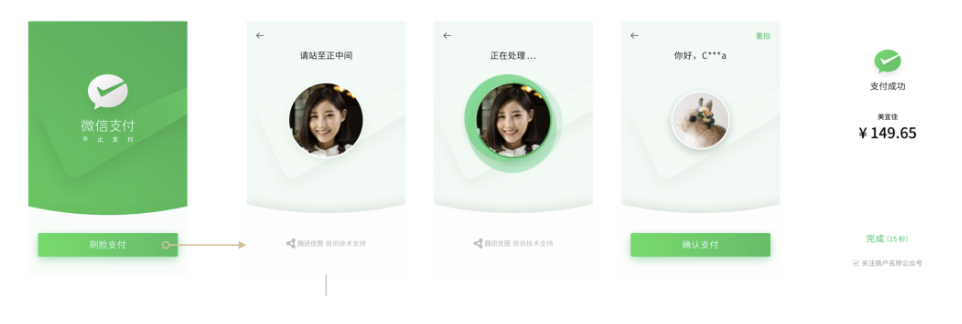 微信支付
不止支付
刷脸支付
请站至正中间
腾讯优图 提供技术支持
正在处理...
腾讯优图 提供技术支持
重拍
你好，C***a
确认支付
支付成功
美宜佳
¥ 149.65
完成 (15 秒)
关注商户名称公众号